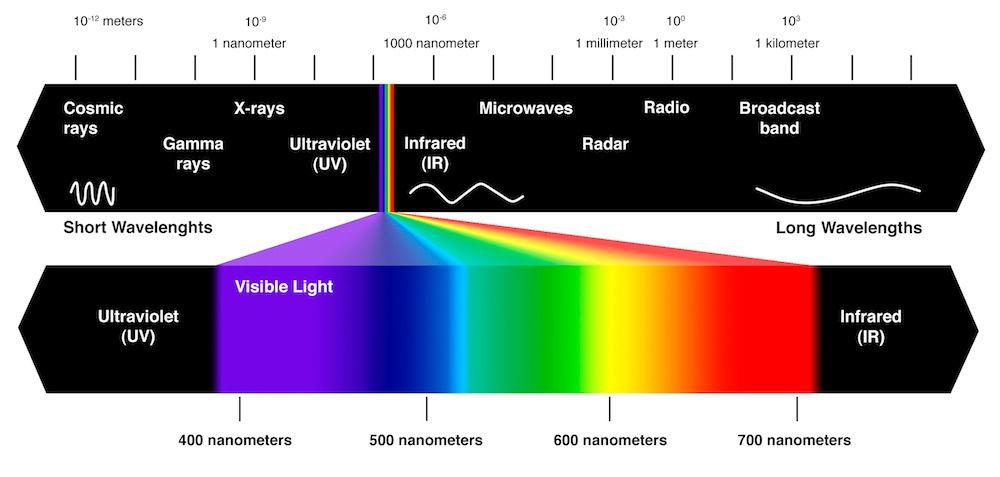 10⁻¹² meters 10⁻⁹ 10⁻⁶ 10⁻³ 10⁰ 10³
1 nanometer 1000 nanometer 1 millimeter 1 meter 1 kilometer
Cosmic
rays
X-rays
Microwaves
Radio
Broadcast
band
Gamma
rays
Ultraviolet
(UV)
Infrared
(IR)
Radar
Short Wavelenghts
Long Wavelengths
Visible Light
Ultraviolet
(UV)
Infrared
(IR)
400 nanometers 500 nanometers 600 nanometers 700 nanometers